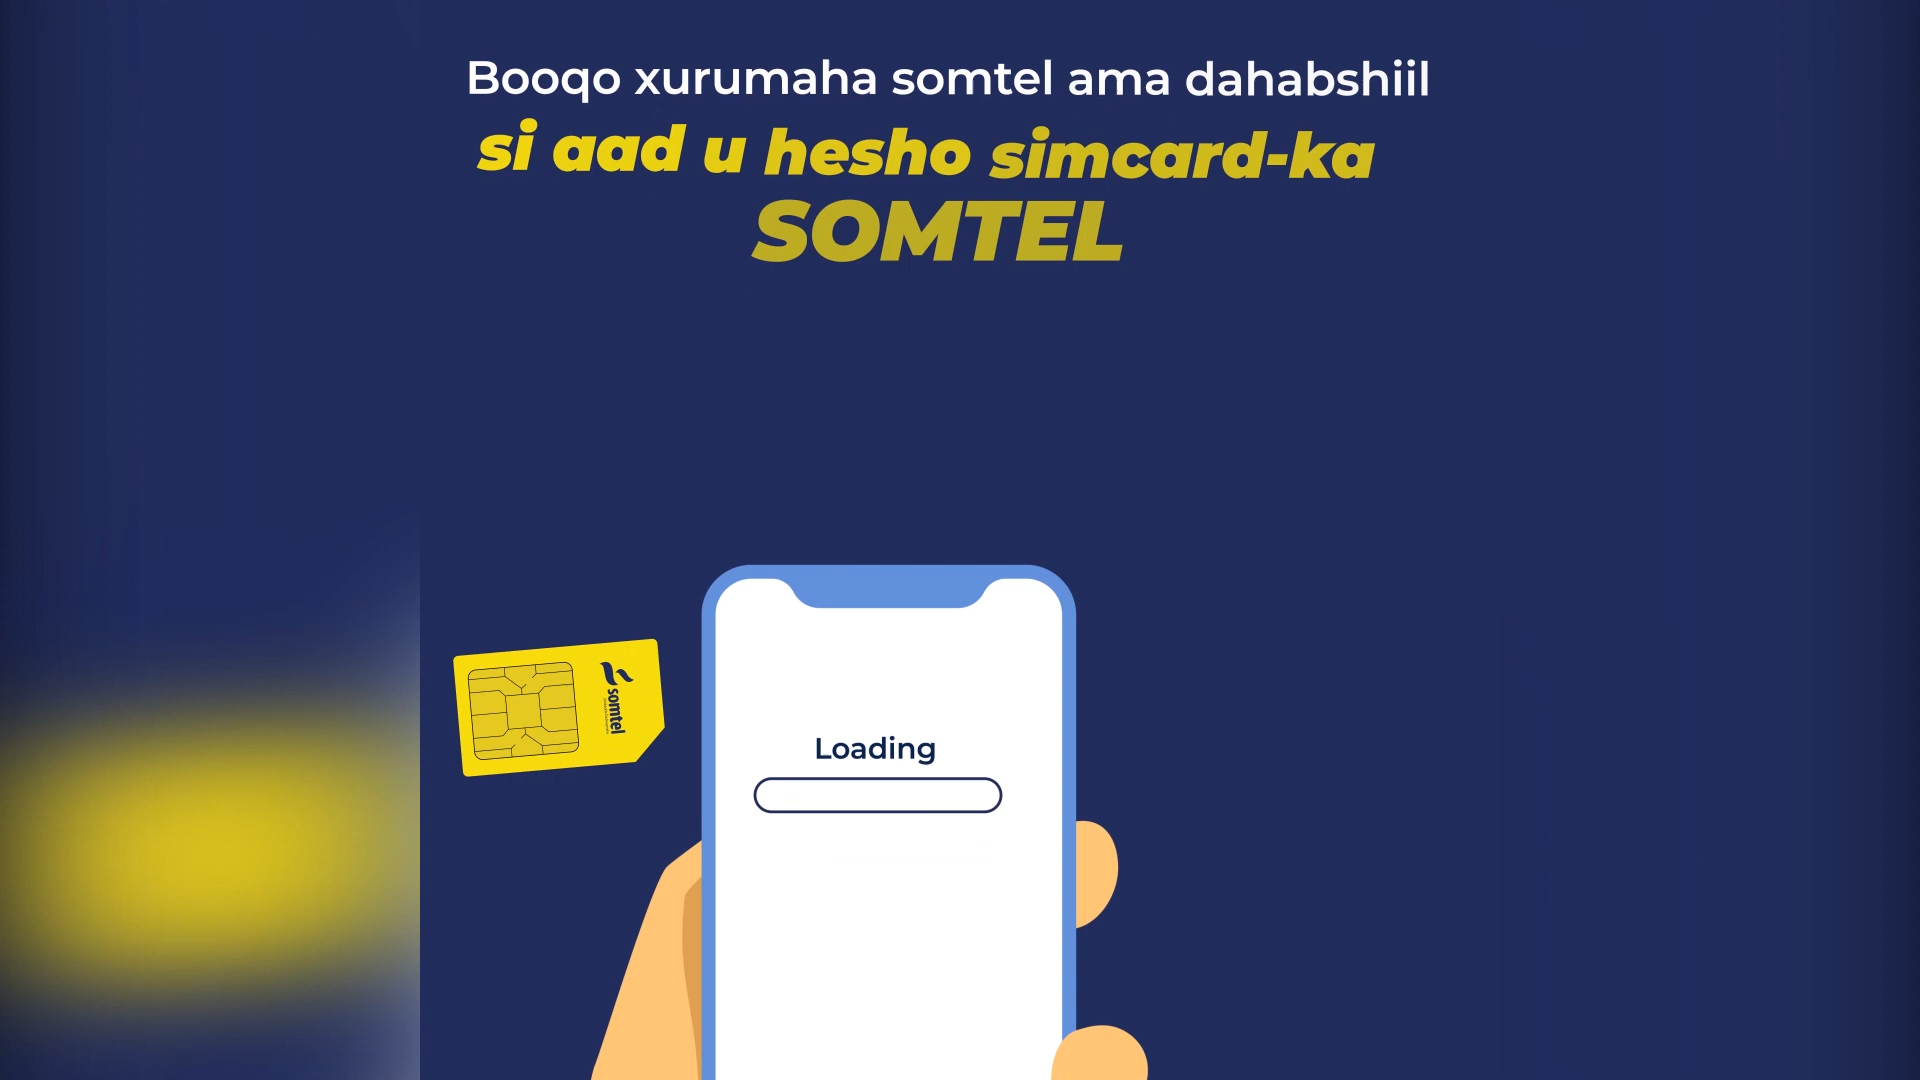 Booqo xurumaha somtel ama dahabshiil
si aad u hesho simcard-ka
SOMTEL
somtel
Loading